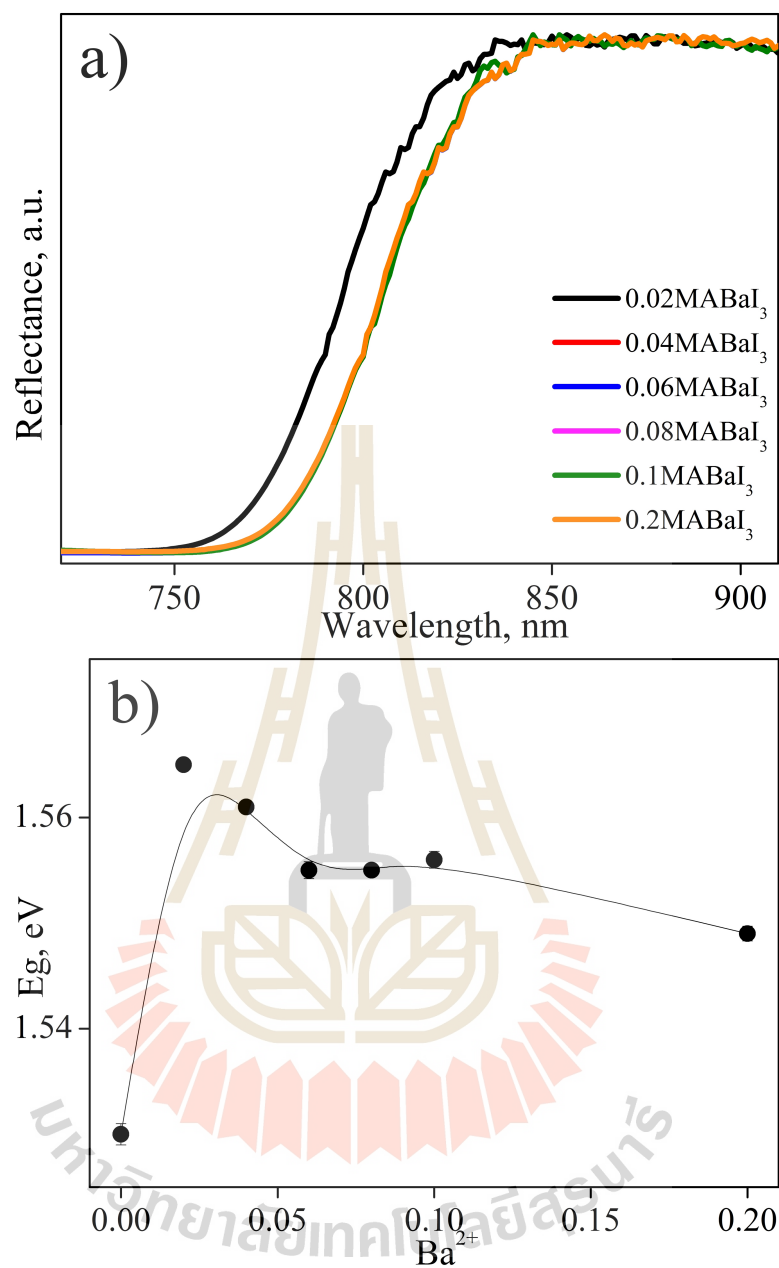 a)
Reflectance, a.u.
0.02MABaI₃
0.04MABaI₃
0.06MABaI₃
0.08MABaI₃
0.1MABaI₃
0.2MABaI₃
750 800 850 900
Wavelength, nm
b)
Eg, eV
1.56
1.54
0.00 0.05 0.10 0.15 0.20
Ba²⁺
มหาวิทยาลัยเทคโนโลยีสุรนารี